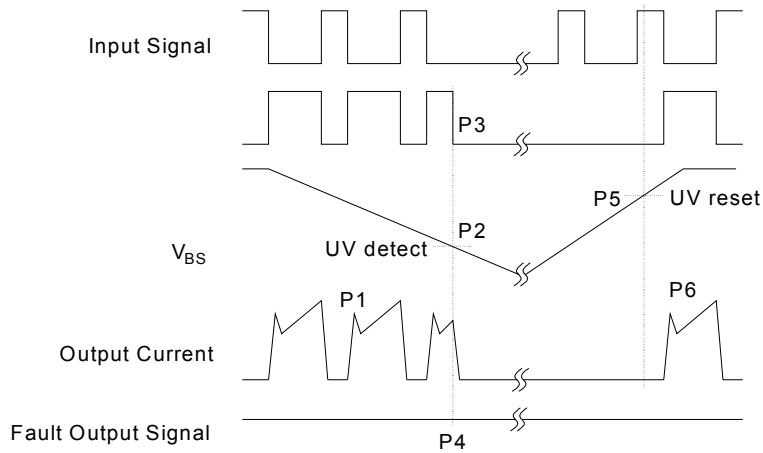 Input Signal
P3
P5
UV reset
P2
UV detect
VBS
P1
P6
Output Current
Fault Output Signal
P4